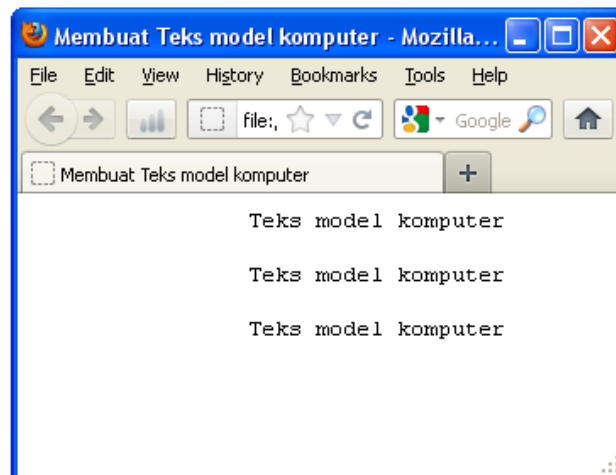 Membuat Teks model komputer - Mozilla...
File Edit View History Bookmarks Tools Help
file:, Google
Membuat Teks model komputer
Teks model komputer
Teks model komputer
Teks model komputer